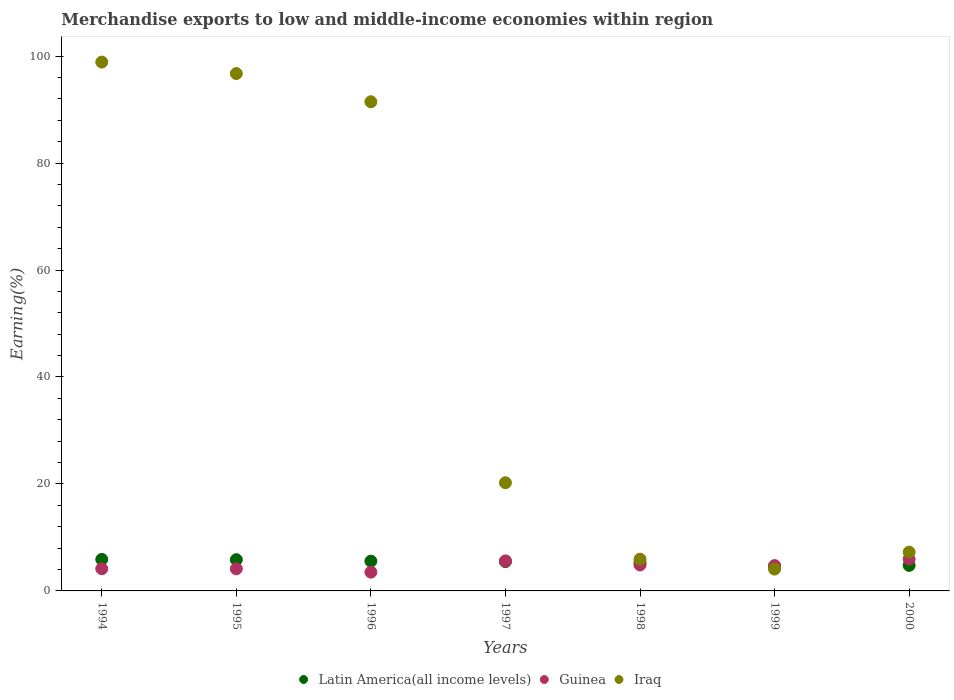 Merchandise exports to low and middle-income economies within region
Earning(%)
100
80
60
40
20
0
1994
1995
1996
1997
1998
1999
2000
Years
Latin America(all income levels)
Guinea
Iraq